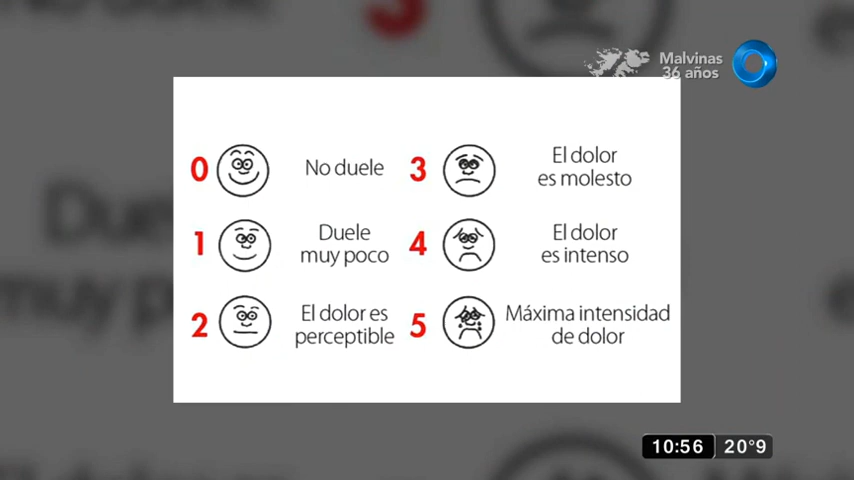 Malvinas
36 años
0 No duele
1 Duele
muy poco
2 El dolor es
perceptible
3 El dolor
es molesto
4 El dolor
es intenso
5 Máxima intensidad
de dolor
10:56 20°9